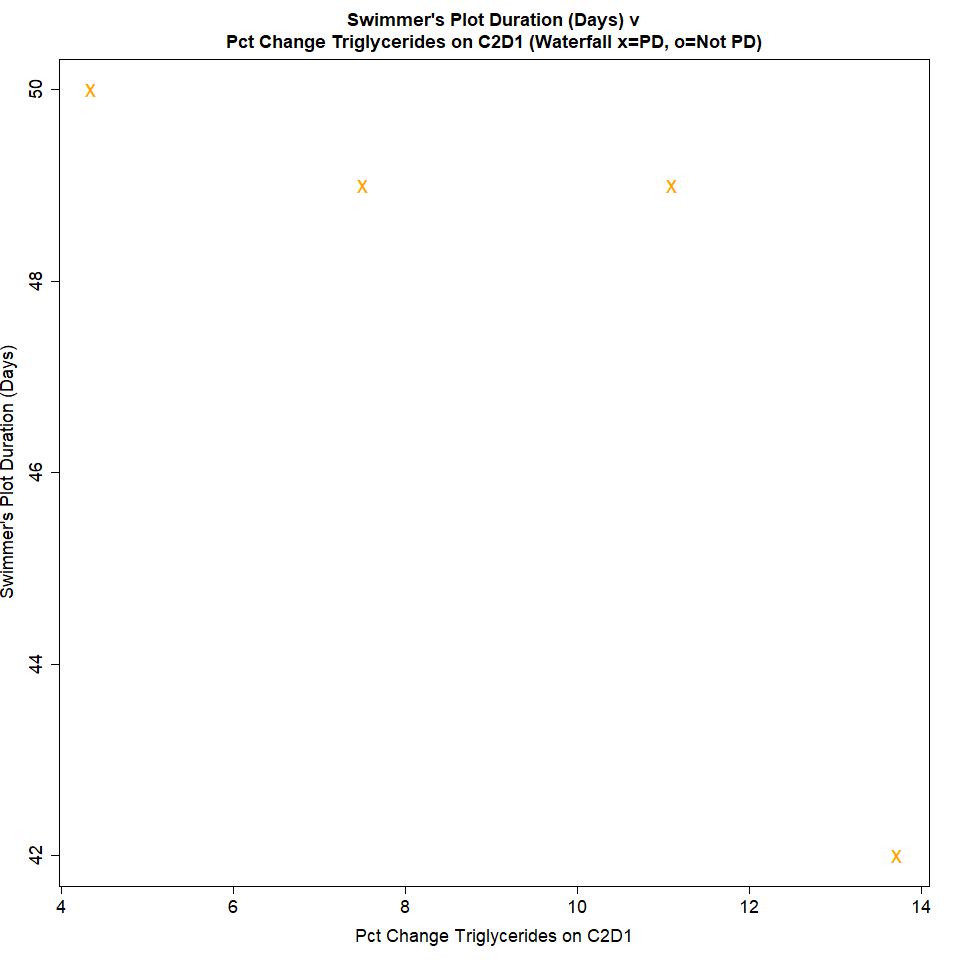 Swimmer's Plot Duration (Days) v
Pct Change Triglycerides on C2D1 (Waterfall x=PD, o=Not PD)
Swimmer's Plot Duration (Days)
50
48
46
44
42
X
X
X
X
4
6
8
10
12
14
Pct Change Triglycerides on C2D1